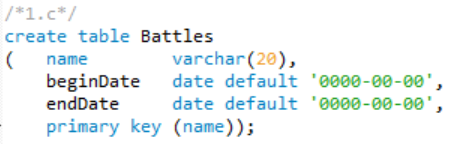 /*1.c*/
create table Battles
(   name        varchar(20),
    beginDate   date default '0000-00-00',
    endDate     date default '0000-00-00',
    primary key (name));